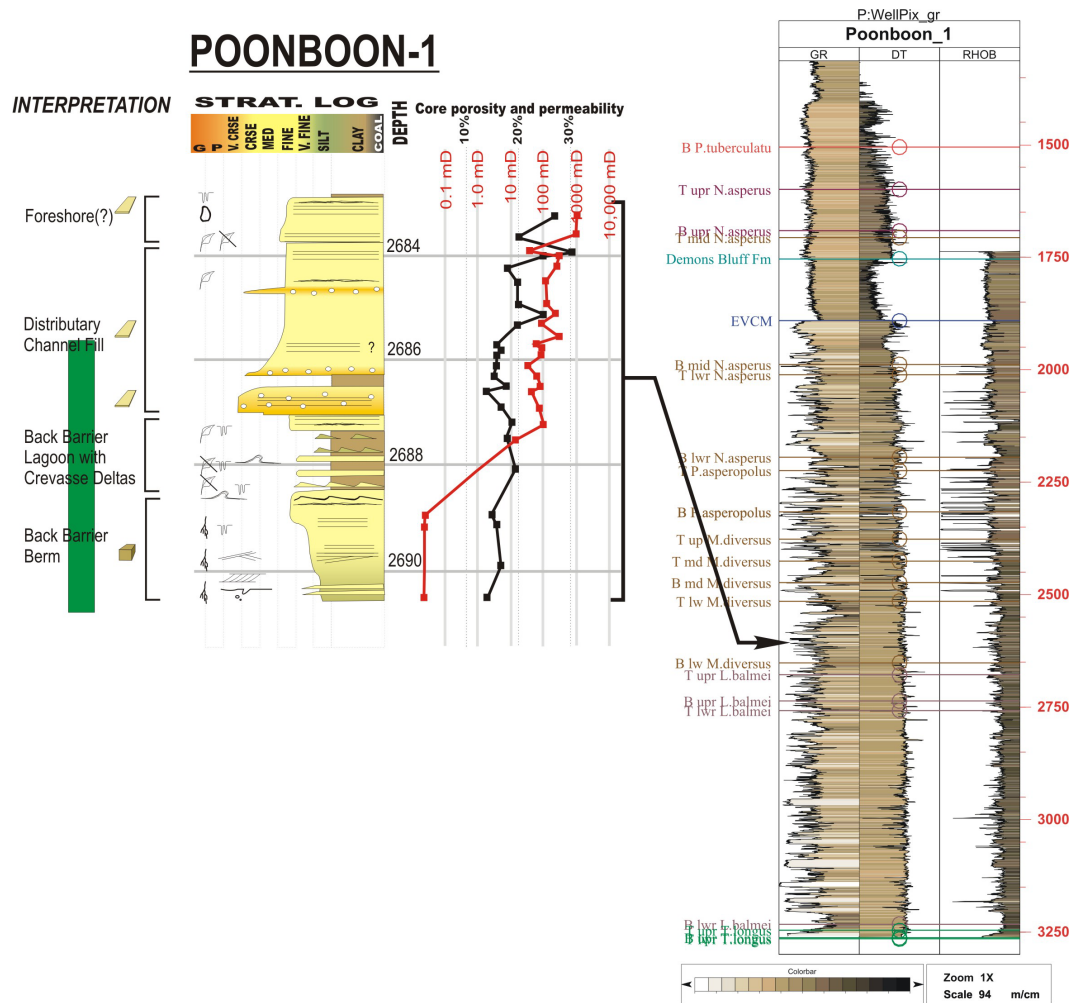 P:WellPix_gr
Poonboon_1
GR DT RHOB
POONBOON-1
INTERPRETATION
STRAT. LOG
DEPTH
Core porosity and permeability
G P V. CRSE CRSE MED FINE V. FINE SILT CLAY COAL
10% 20% 30%
0.1 mD 1.0 mD 10 mD 100 mD 1000 mD 10,000 mD
Foreshore(?)
2684
Distributary
Channel Fill
?
2686
Back Barrier
Lagoon with
Crevasse Deltas
2688
Back Barrier
Berm
2690
B P.tuberculatu
1500
T upr N.asperus
B upr N.asperus
T mid N.asperus
Demons Bluff Fm
1750
EVCM
B mid N.asperus
2000
T lwr N.asperus
B lwr N.asperus
T P.asperopolus
2250
B P.asperopolus
T up M.diversus
T md M.diversus
B md M.diversus
T lw M.diversus
2500
B lw M.diversus
T upr L.balmei
B upr L.balmei
T lwr L.balmei
2750
3000
B lwr L.balmei
T upr T.longus
B upr T.longus
3250
Colorbar
Zoom 1X
Scale 94 m/cm